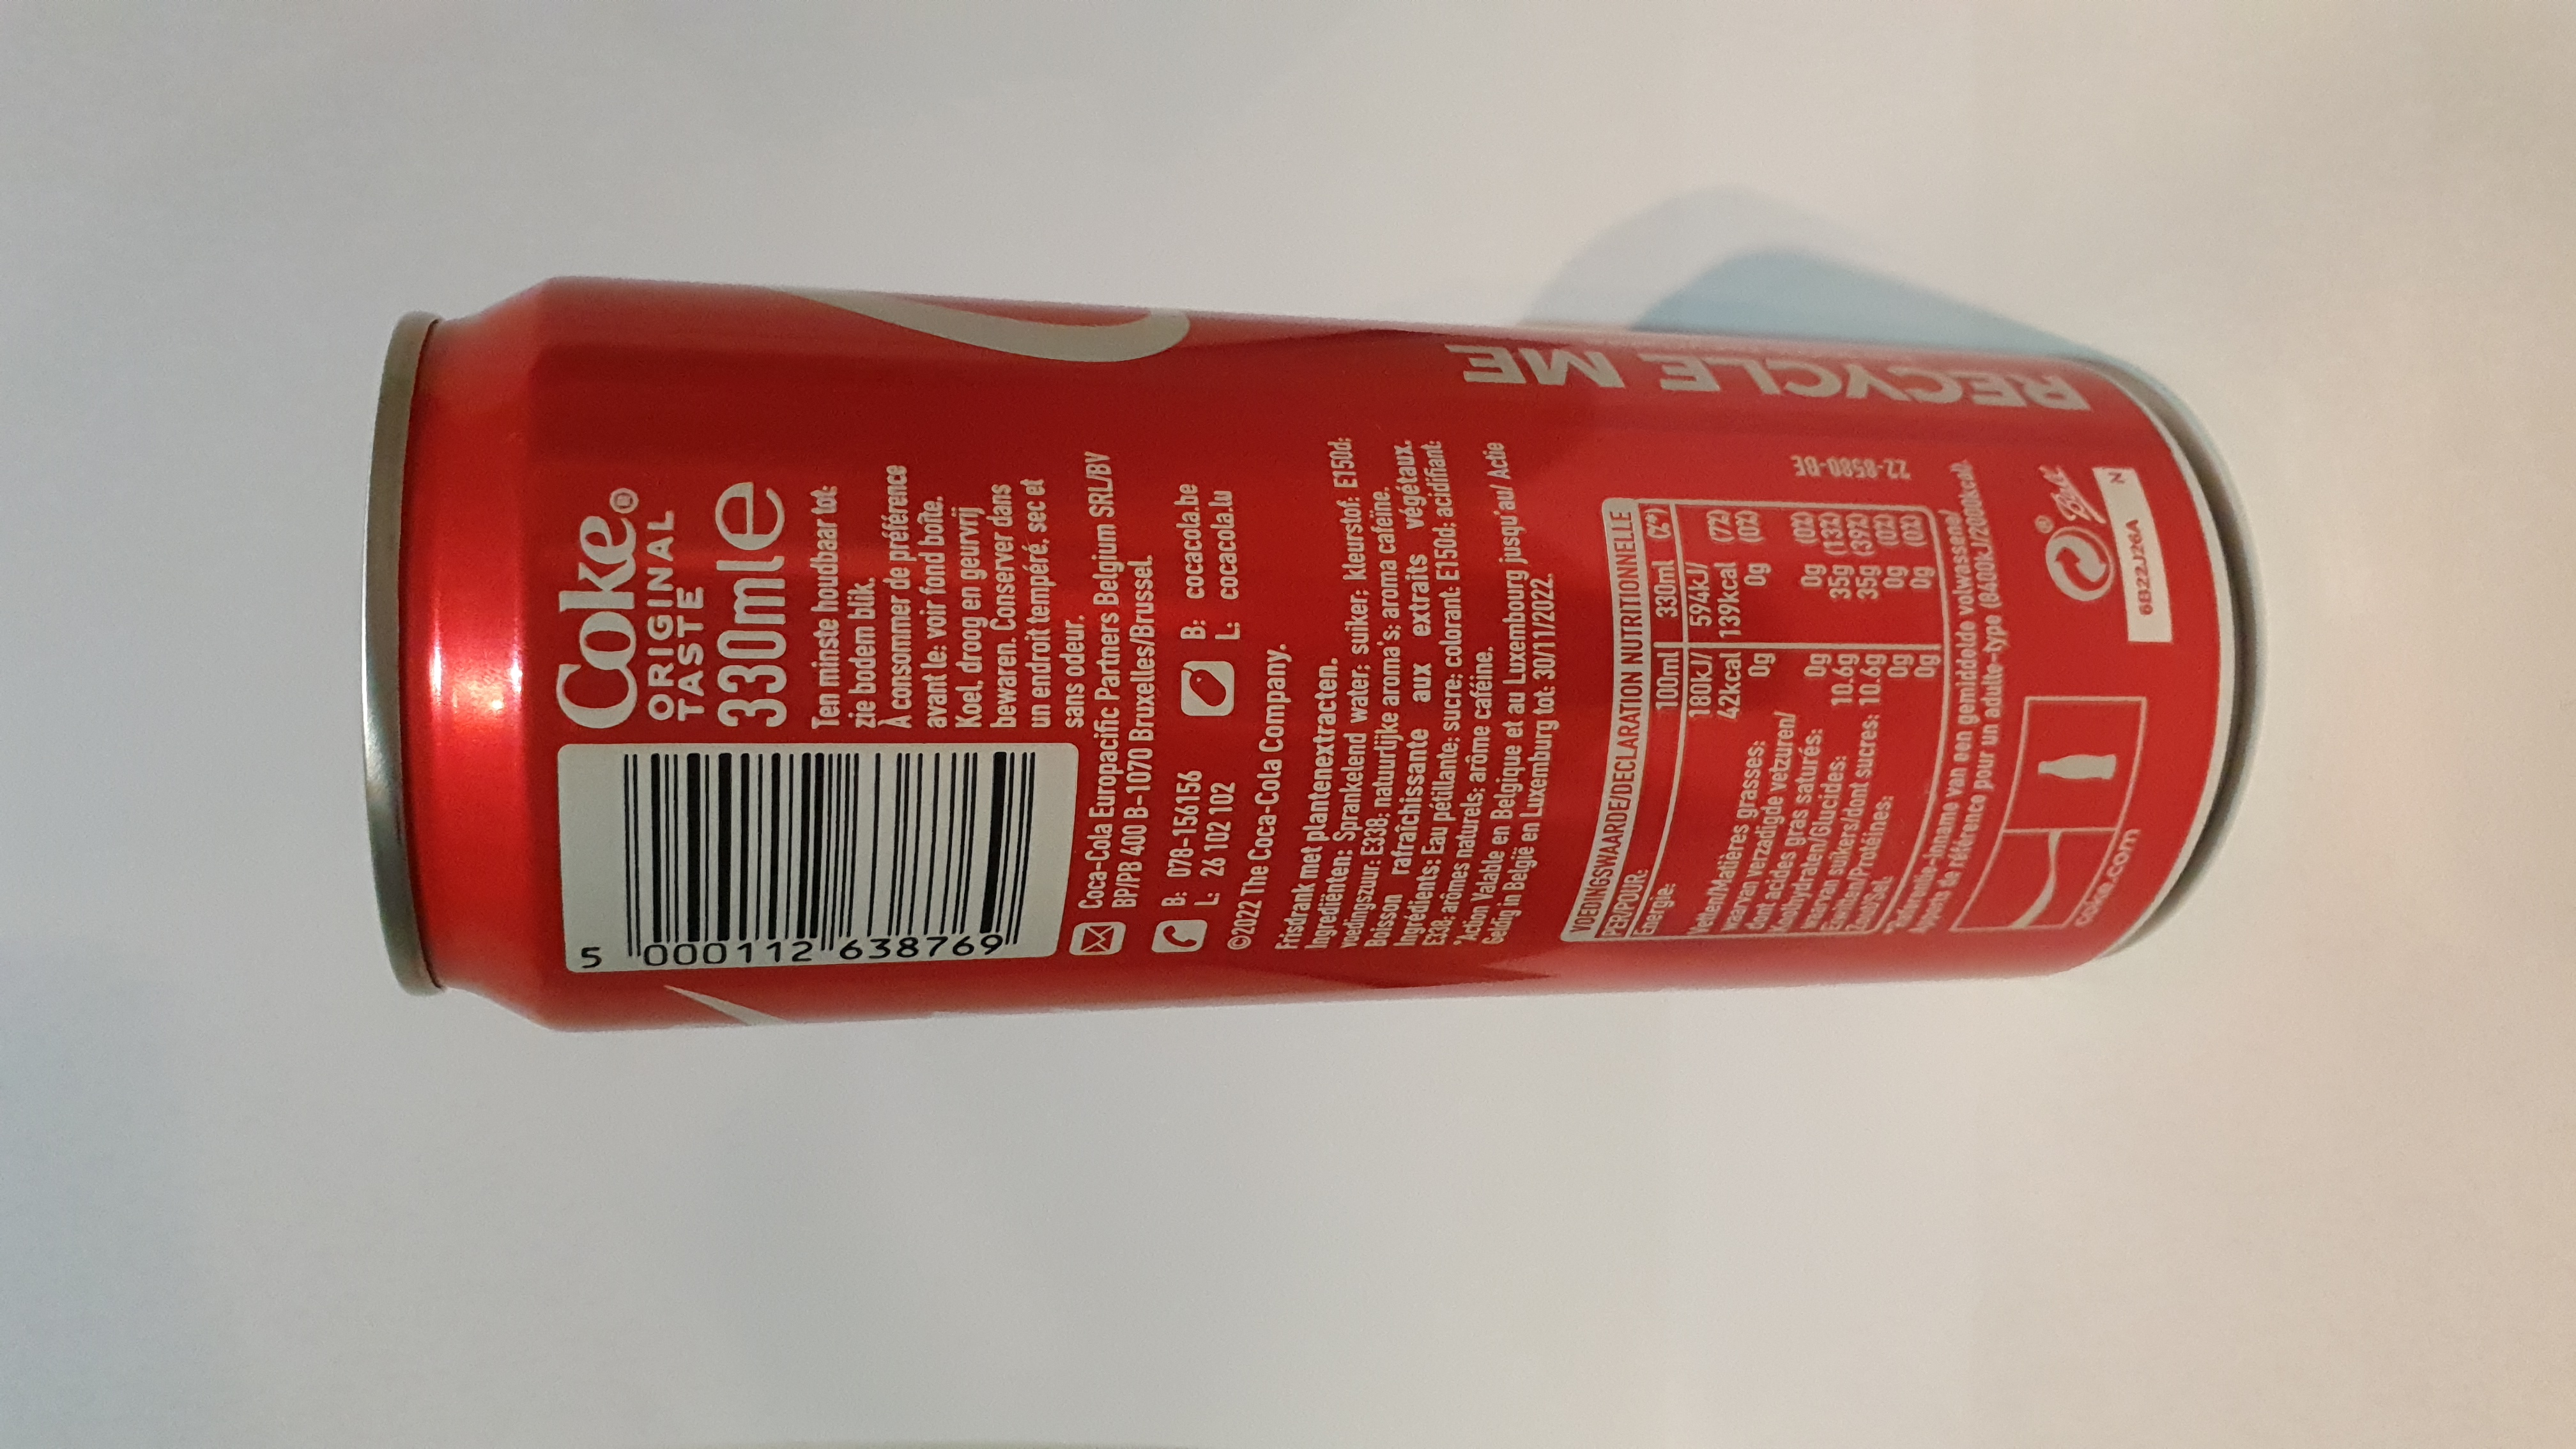 5 000112 638769
Coke®
ORIGINAL
TASTE
330ml e
Ten minste houdbaar tot:
zie bodem blik.
À consommer de préférence
avant le: voir fond boîte.
Koel, droog en geurvrij
bewaren. Conserver dans
un endroit tempéré, sec et
sans odeur.
Coca-Cola Europacific Partners Belgium SRL/BV
BP/PB 400 B-1070 Bruxelles/Brussel.
B: 078-156156
L: 26 102 102
B: cocacola.be
L: cocacola.lu
©2022 The Coca-Cola Company.
Frisdrank met plantenextracten.
Ingrediënten: Sprankelend water; suiker; kleurstof: E150d;
voedingszuur: E338; natuurlijke aroma's; aroma cafeïne.
Boisson rafraîchissante aux extraits végétaux.
Ingrédients: Eau pétillante; sucre; colorant: E150d; acidifiant:
E338; arômes naturels; arôme caféine.
*Action Valable en Belgique et au Luxembourg jusqu'au/ Actie
Geldig in België en Luxemburg tot: 30/11/2022.
VOEDINGSWAARDE/DECLARATION NUTRITIONNELLE
PER/POUR: 100ml 330ml (%*)
Energie: 180kJ/ 594kJ/
42kcal 139kcal (7%)
Vetten/Matières grasses: 0g 0g (0%)
waarvan verzadigde vetzuren/
dont acides gras saturés: 0g 0g (0%)
Koolhydraten/Glucides: 10.6g 35g (13%)
waarvan suikers/dont sucres: 10.6g 35g (39%)
Eiwitten/Protéines: 0g 0g (0%)
Zout/Sel: 0g 0g (0%)
*Referentie-inname van een gemiddelde volwassene/
Apports de référence pour un adulte-type (8400kJ/2000kcal).
22-8580-BE
RECYCLE ME
coke.com
® Ball
6B22J26A N